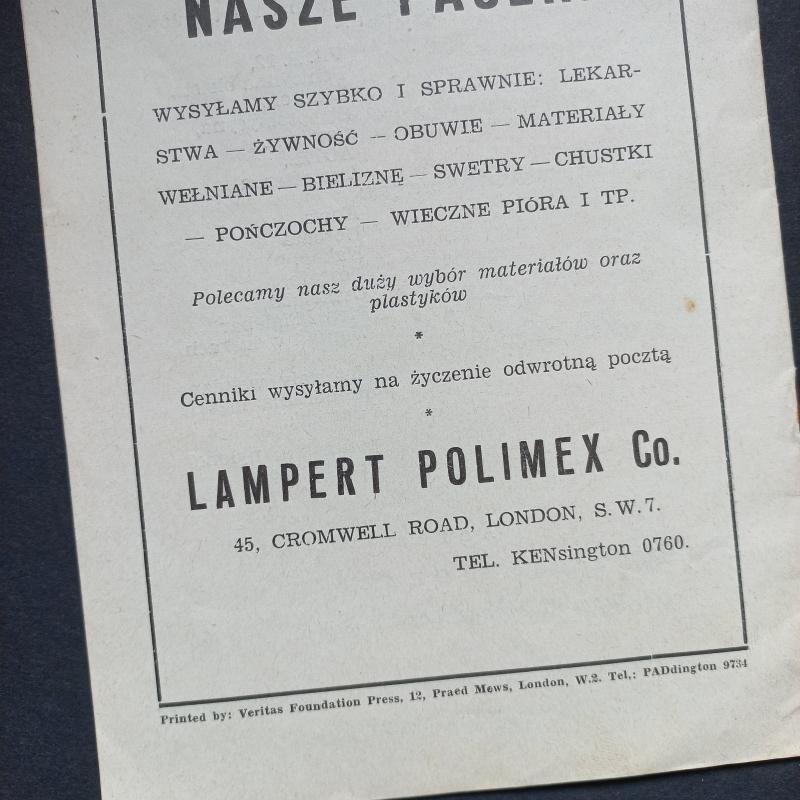 NASZE
WYSYŁAMY SZYBKO I SPRAWNIE: LEKAR-
STWA — ŻYWNOŚĆ — OBUWIE — MATERIAŁY
WEŁNIANE — BIELIZNĘ — SWETRY — CHUSTKI
— POŃCZOCHY — WIECZNE PIÓRA I TP.
Polecamy nasz duży wybór materiałów oraz
plastyków
*
Cenniki wysyłamy na życzenie odwrotną pocztą
*
LAMPERT POLIMEX Co.
45, CROMWELL ROAD, LONDON, S.W.7.
TEL. KENsington 0760.
Printed by: Veritas Foundation Press, 12, Praed Mews, London, W.2. Tel.: PADdington 9734